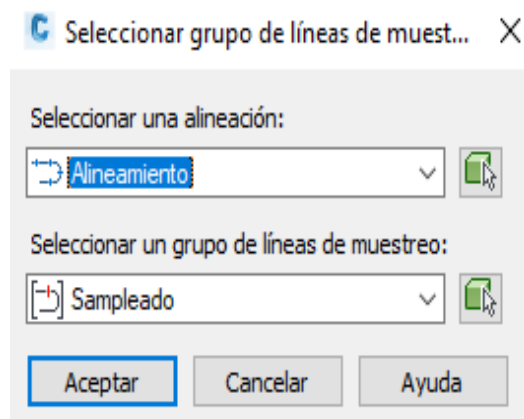 Seleccionar grupo de líneas de muest...
Seleccionar una alineación:
Alineamiento
Seleccionar un grupo de líneas de muestreo:
Sampleado
Aceptar Cancelar Ayuda